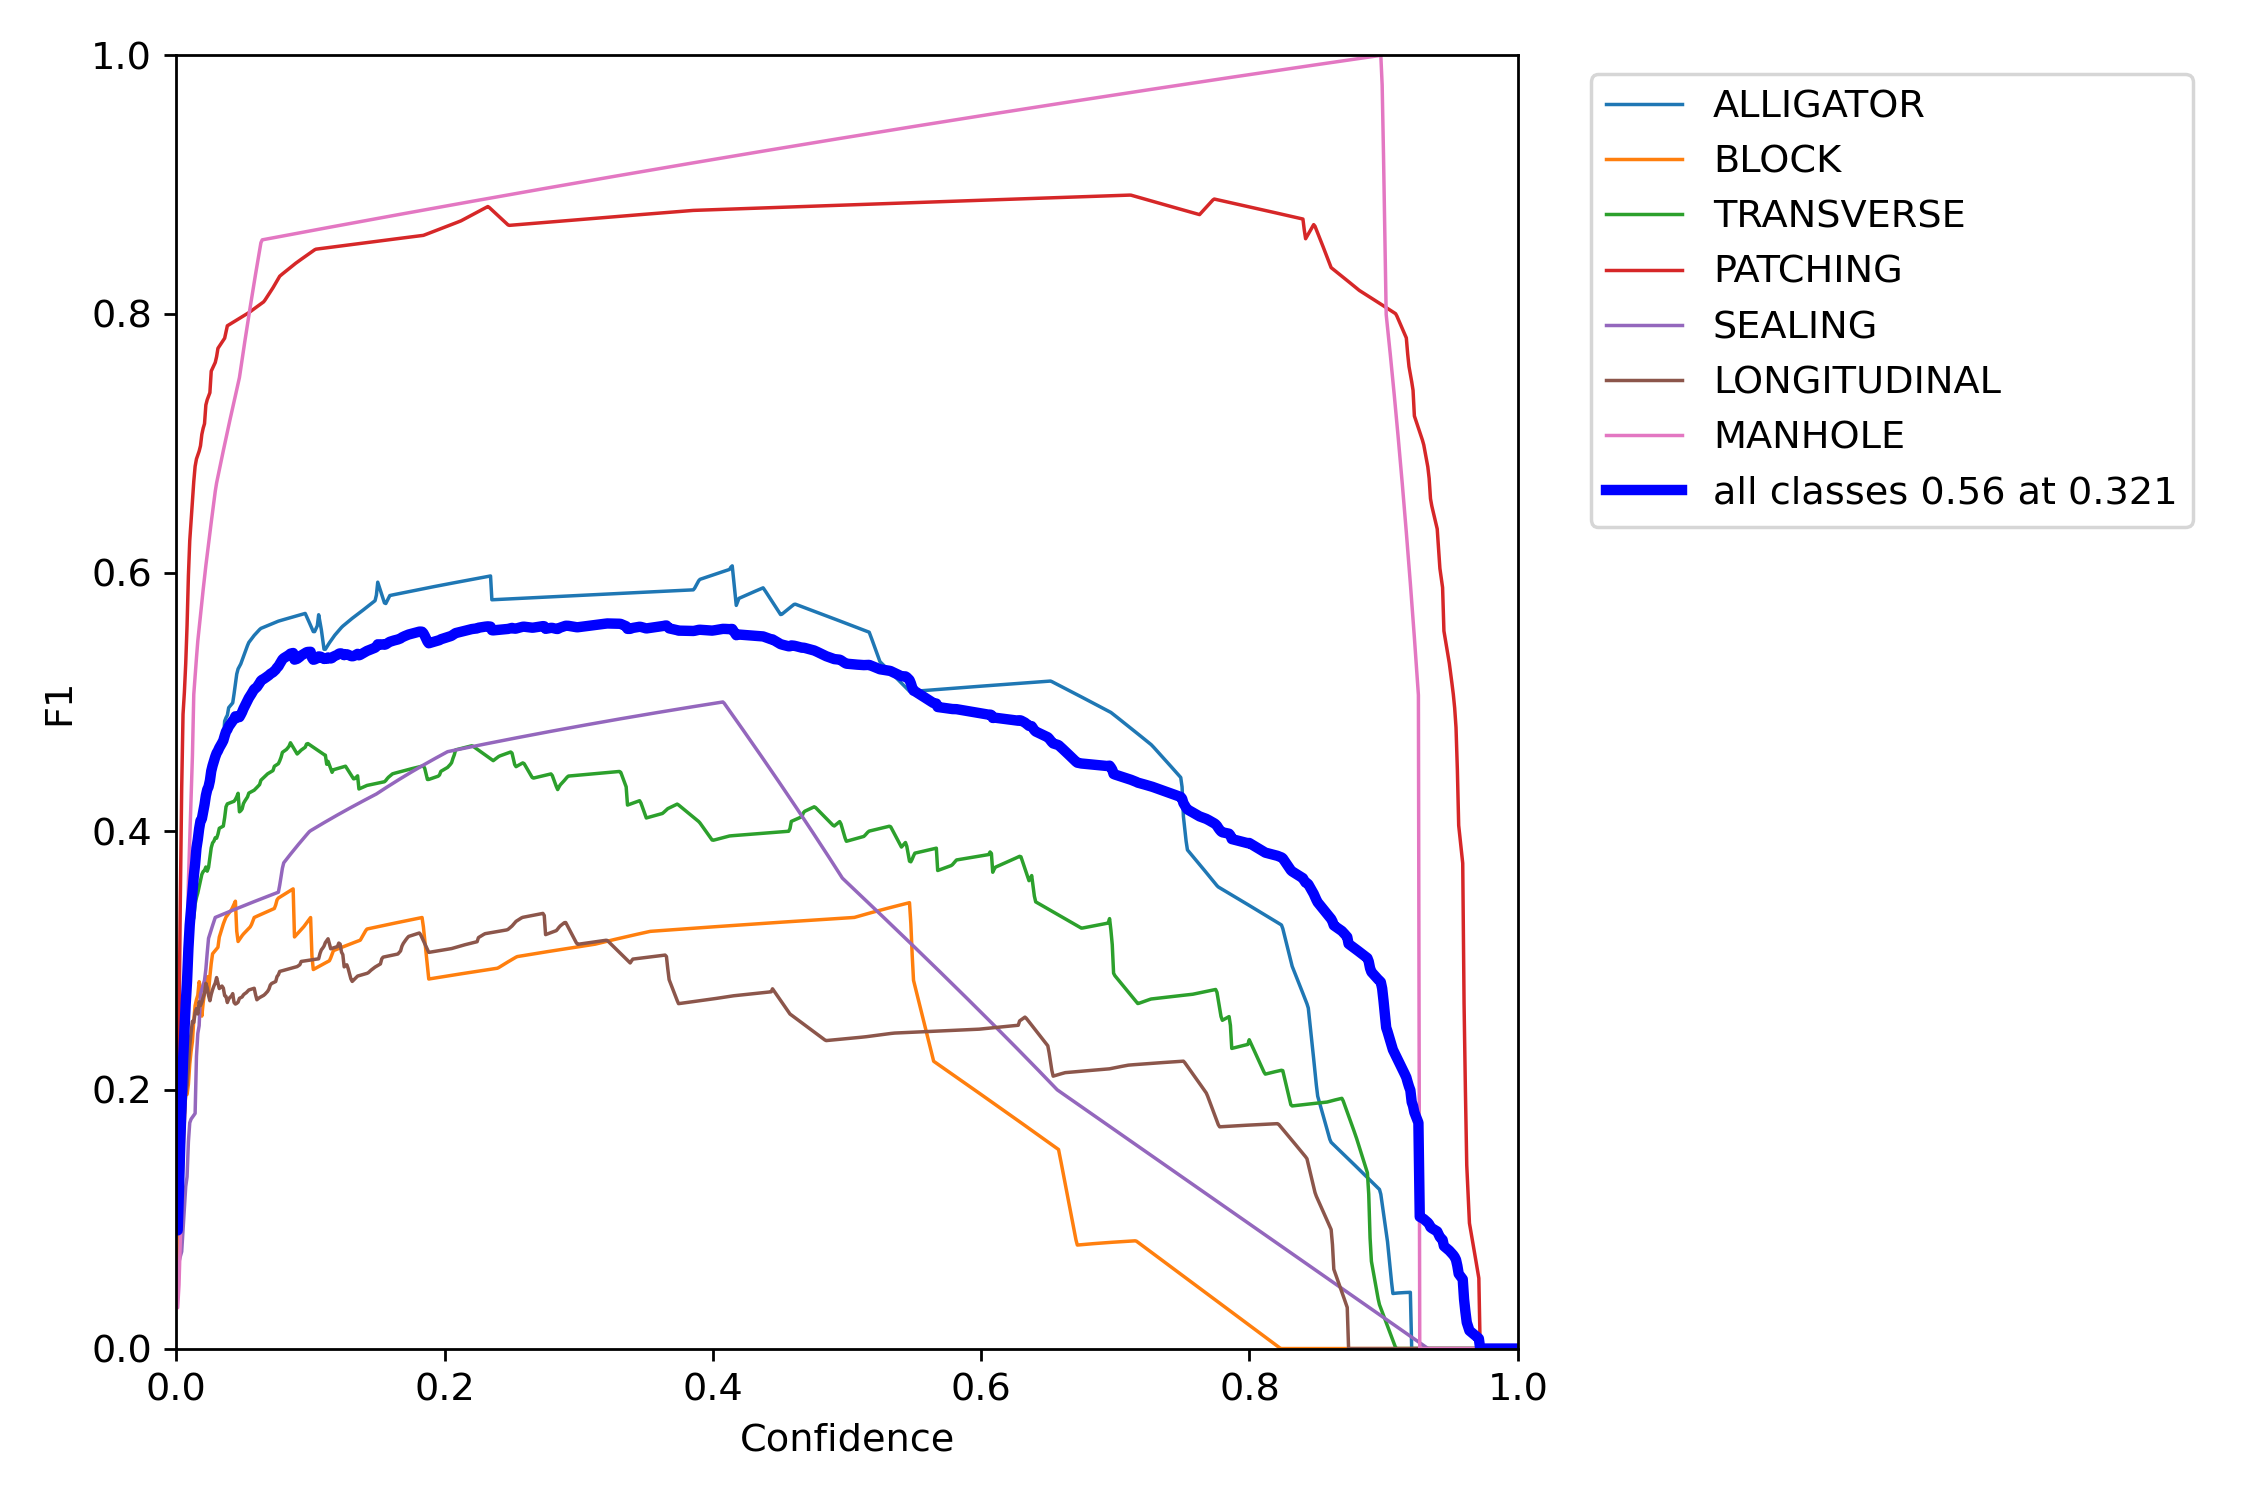 1.0
0.8
0.6
0.4
0.2
0.0
F1
0.0 0.2 0.4 0.6 0.8 1.0
Confidence
ALLIGATOR
BLOCK
TRANSVERSE
PATCHING
SEALING
LONGITUDINAL
MANHOLE
all classes 0.56 at 0.321